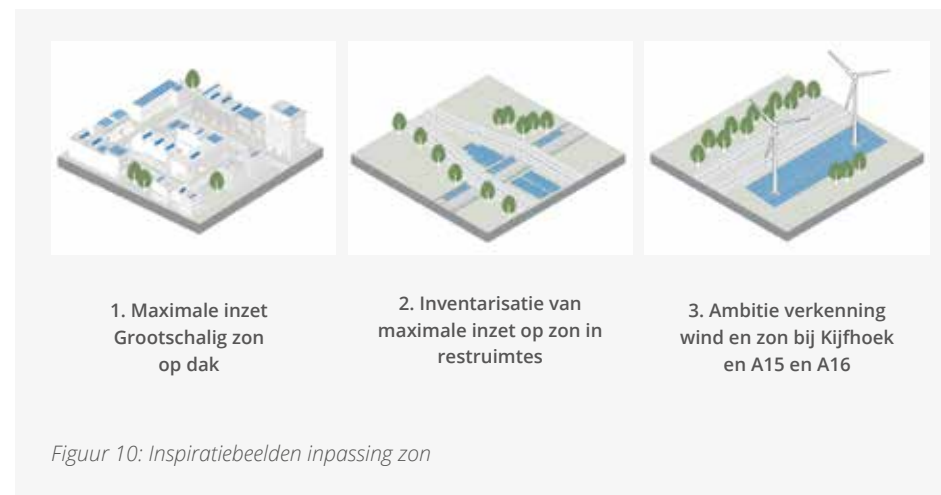 1. Maximale inzet
Grootschalig zon
op dak
2. Inventarisatie van
maximale inzet op zon in
restruimtes
3. Ambitie verkenning
wind en zon bij Kijfhoek
en A15 en A16
Figuur 10: Inspiratiebeelden inpassing zon